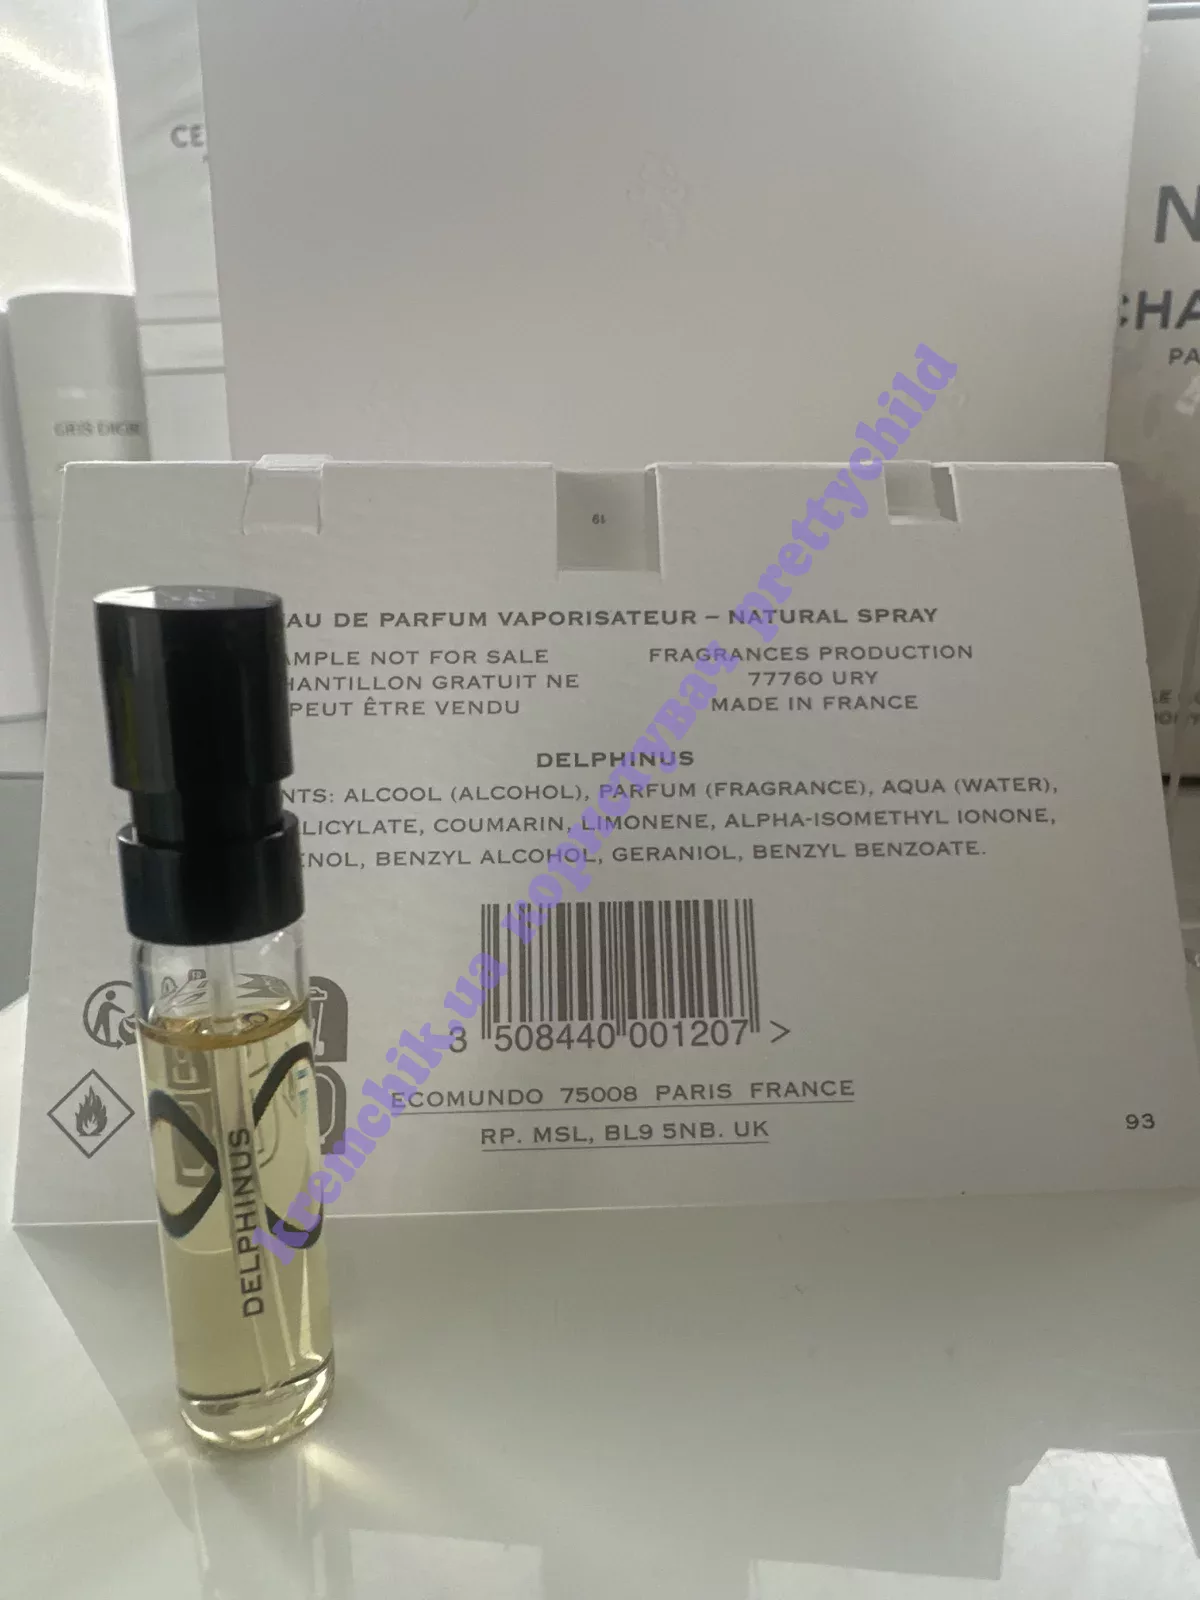 CE
N
CHA
PA
GRIS DIOR
19
EAU DE PARFUM VAPORISATEUR – NATURAL SPRAY
AMPLE NOT FOR SALE
HANTILLON GRATUIT NE
PEUT ÊTRE VENDU
FRAGRANCES PRODUCTION
77760 URY
MADE IN FRANCE
DELPHINUS
NTS: ALCOOL (ALCOHOL), PARFUM (FRAGRANCE), AQUA (WATER),
LICYLATE, COUMARIN, LIMONENE, ALPHA-ISOMETHYL IONONE,
ENOL, BENZYL ALCOHOL, GERANIOL, BENZYL BENZOATE.
3 508440 001207 >
ECOMUNDO 75008 PARIS FRANCE
RP. MSL, BL9 5NB. UK
93
DELPHINUS
kremchik.ua користувач prettychild